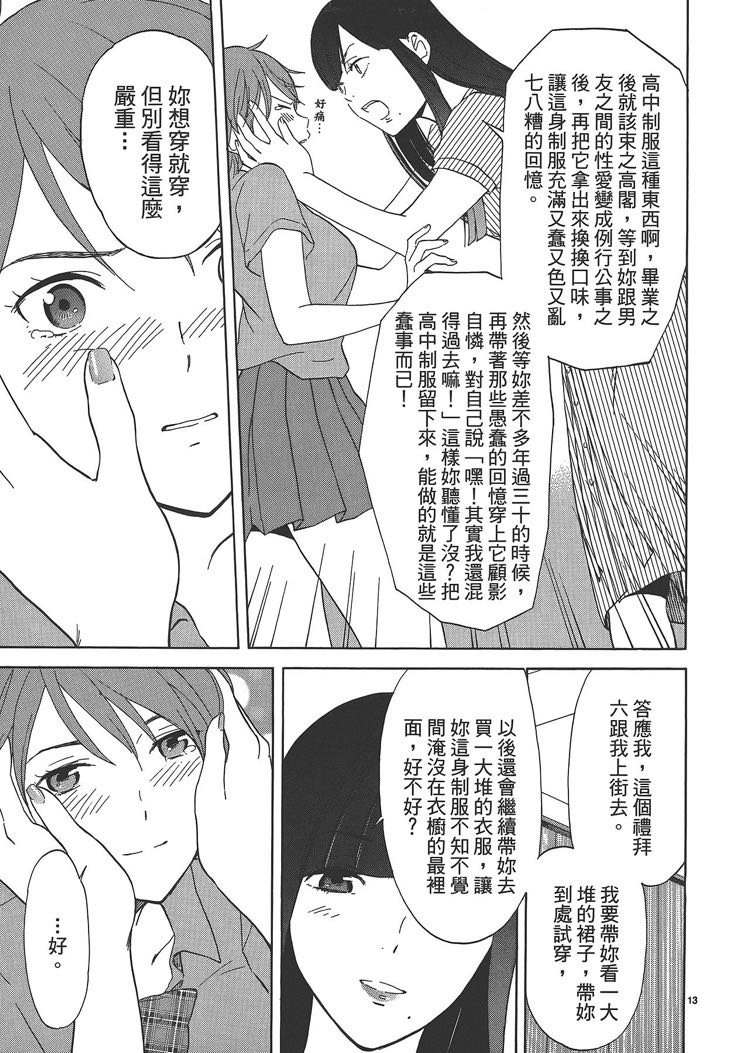 高中制服這種東西啊，畢業之
後就該束之高閣，等到妳跟男
友之間的性愛變成例行公事之
後，再把它拿出來換換口味，
讓這身制服充滿又蠢又色又亂
七八糟的回憶。
好痛…
然後等妳差不多年過三十的時候，
再帶著那些愚蠢的回憶穿上它顧影
自憐，對自己說「嘿！其實我還混
得過去嘛！」這樣妳聽懂了沒？把
高中制服留下來，能做的就是這些
蠢事而已！
妳想穿就穿，
但別看得這麼
嚴重…
答應我，這個禮拜
六跟我上街去。
我要帶妳看一大
堆的裙子，帶妳
到處試穿，
以後還會繼續帶妳去
買一大堆的衣服，讓
妳這身制服不知不覺
間淹沒在衣櫥的最裡
面，好不好？
…好。
13